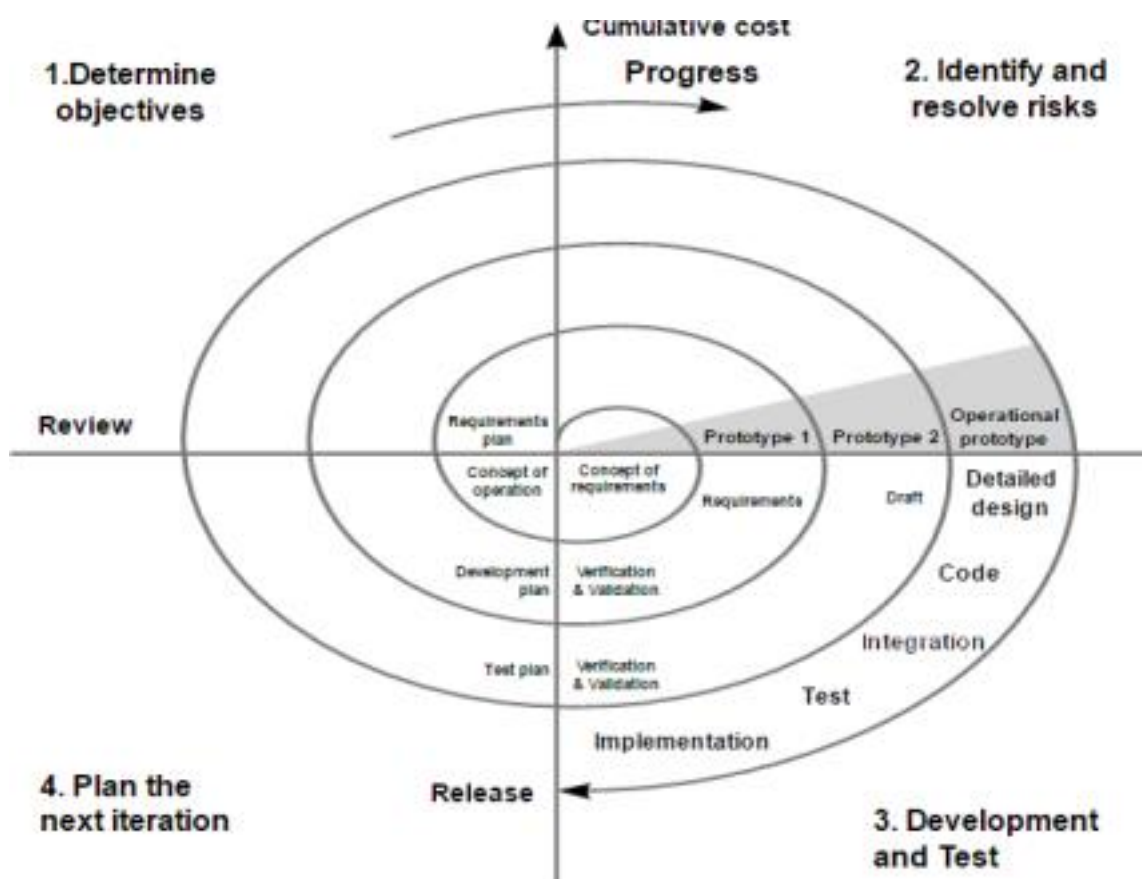 Cumulative cost
Progress
1.Determine
objectives
2. Identify and
resolve risks
Review
Requirements
plan
Prototype 1
Prototype 2
Operational
prototype
Concept of
operation
Concept of
requirements
Requirements
Draft
Detailed
design
Development
plan
Verification
& Validation
Code
Integration
Test plan
Verification
& Validation
Test
Implementation
Release
4. Plan the
next iteration
3. Development
and Test